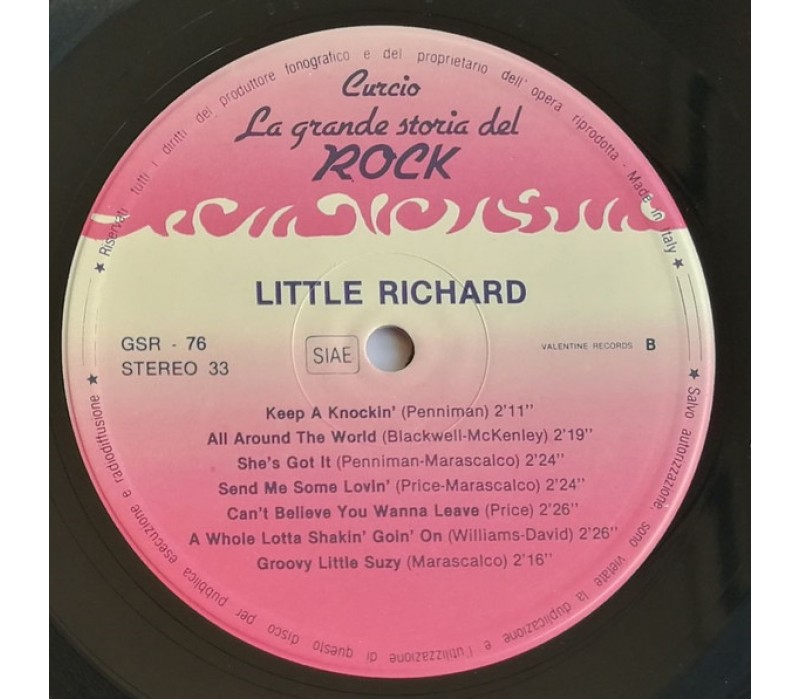 Riservati tutti i diritti del produttore fonografico e del proprietario dell'opera riprodotta - Made in Italy
Curcio
La grande storia del
ROCK
LITTLE RICHARD
GSR - 76
STEREO 33
SIAE
VALENTINE RECORDS B
Keep A Knockin' (Penniman) 2'11''
All Around The World (Blackwell-McKenley) 2'19''
She's Got It (Penniman-Marascalco) 2'24''
Send Me Some Lovin' (Price-Marascalco) 2'24''
Can't Believe You Wanna Leave (Price) 2'26''
A Whole Lotta Shakin' Goin' On (Williams-David) 2'26''
Groovy Little Suzy (Marascalco) 2'16''
Salvo autorizzazione, sono vietate la duplicazione e l'utilizzazione di questo disco per pubblica esecuzione e radiodiffusione